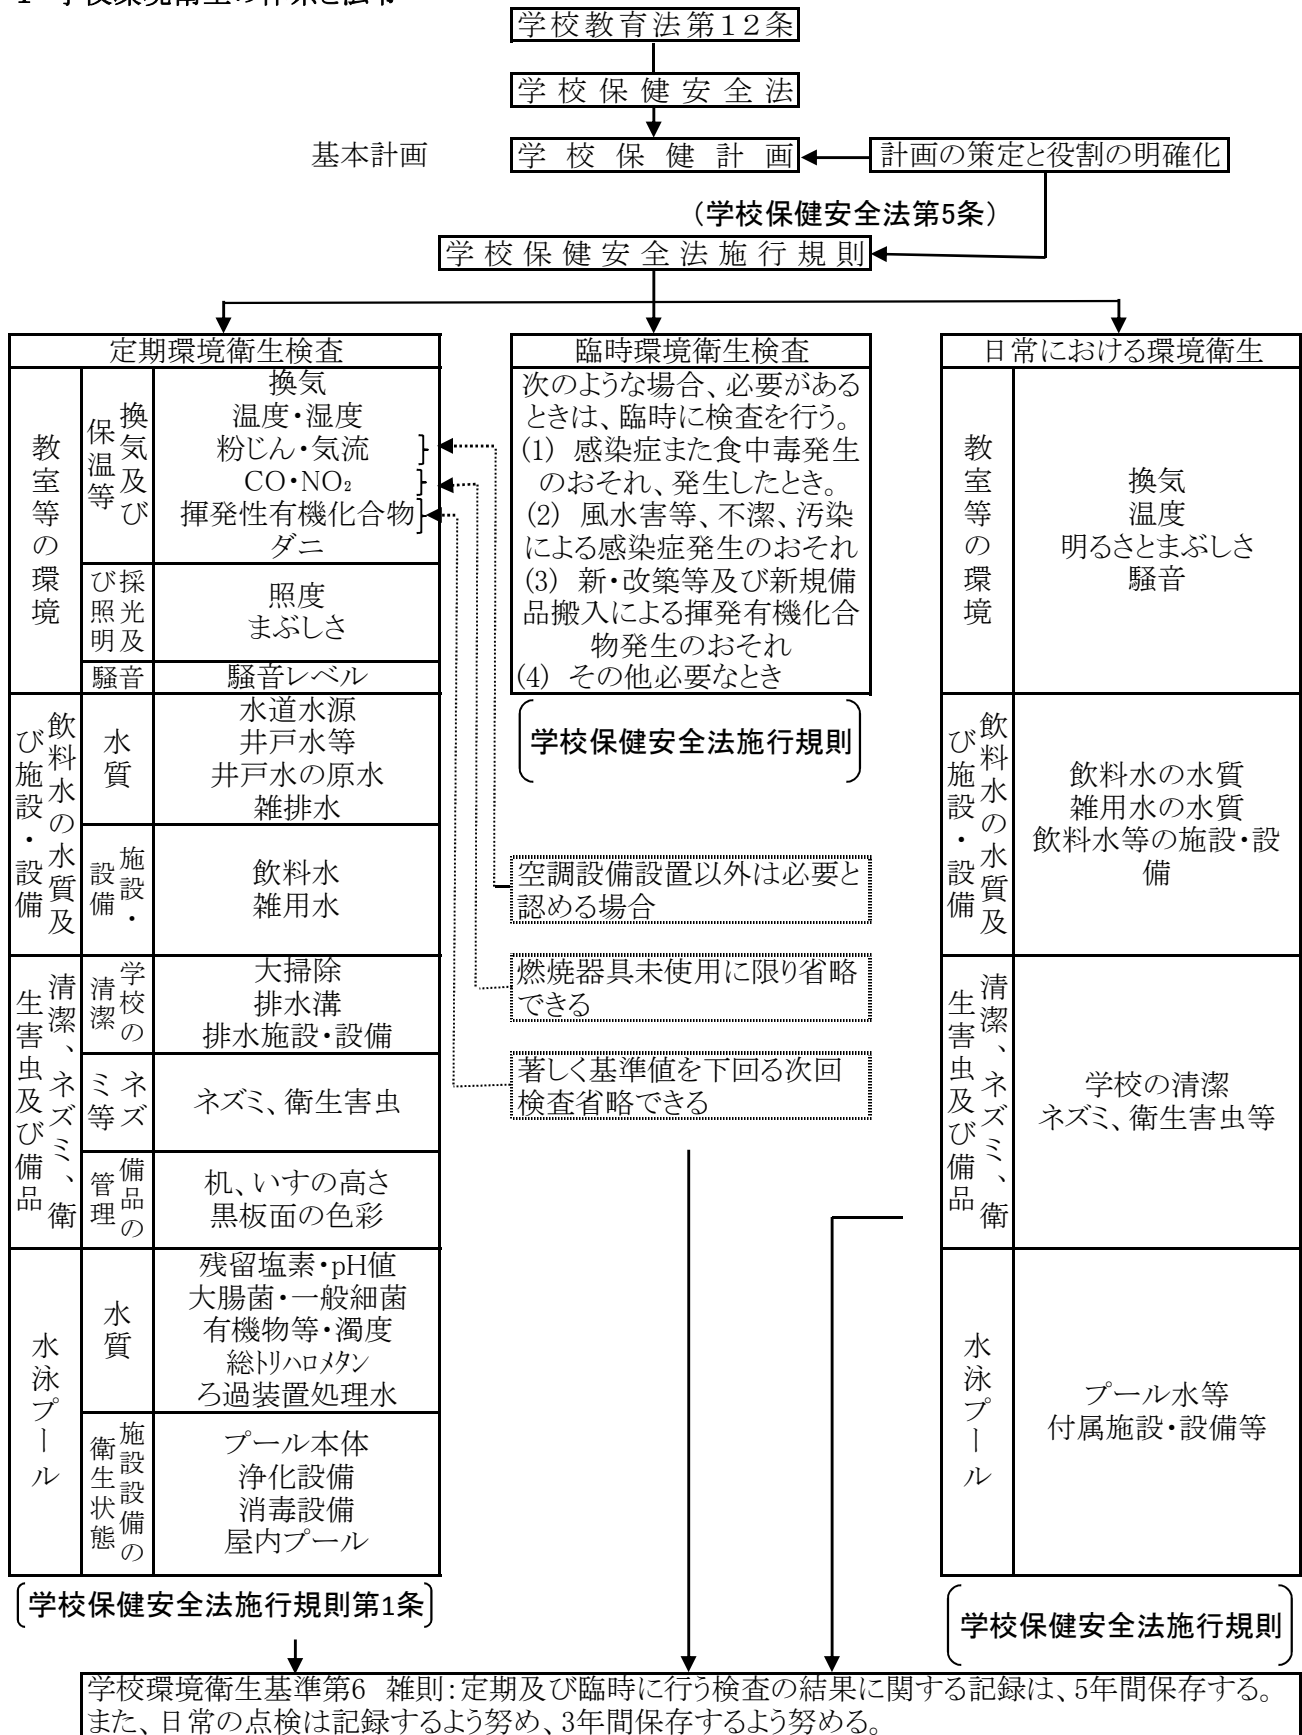 学校教育法第12条
学校保健安全法
基本計画
学校保健計画
計画の策定と役割の明確化
（学校保健安全法第5条）
学校保健安全法施行規則
定期環境衛生検査
教室等の環境
換気及び
保温等
換気
温度・湿度
粉じん・気流
CO・NO₂
揮発性有機化合物
ダニ
採光及
び照明
照度
まぶしさ
騒音
騒音レベル
飲料水の水質及
び施設・設備
水質
水道水源
井戸水等
井戸水の原水
雑排水
施設・
設備
飲料水
雑用水
清潔、ネズミ、衛
生害虫及び備品
学校の
清潔
大掃除
排水溝
排水施設・設備
ネズ
ミ等
ネズミ、衛生害虫
備品の
管理
机、いすの高さ
黒板面の色彩
水泳プール
水質
残留塩素・pH値
大腸菌・一般細菌
有機物等・濁度
総トリハロメタン
ろ過装置処理水
施設設備の
衛生状態
プール本体
浄化設備
消毒設備
屋内プール
学校保健安全法施行規則第1条
臨時環境衛生検査
次のような場合、必要がある
ときは、臨時に検査を行う。
(1) 感染症また食中毒発生
のおそれ、発生したとき。
(2) 風水害等、不潔、汚染
による感染症発生のおそれ
(3) 新・改築等及び新規備
品搬入による揮発有機化合
物発生のおそれ
(4) その他必要なとき
学校保健安全法施行規則
空調設備設置以外は必要と
認める場合
燃焼器具未使用に限り省略
できる
著しく基準値を下回る次回
検査省略できる
日常における環境衛生
教室等の環境
換気
温度
明るさとまぶしさ
騒音
飲料水の水質及
び施設・設備
飲料水の水質
雑用水の水質
飲料水等の施設・設
備
清潔、ネズミ、衛
生害虫及び備品
学校の清潔
ネズミ、衛生害虫等
水泳プール
プール水等
付属施設・設備等
学校保健安全法施行規則
学校環境衛生基準第6 雑則：定期及び臨時に行う検査の結果に関する記録は、5年間保存する。
また、日常の点検は記録するよう努め、3年間保存するよう努める。